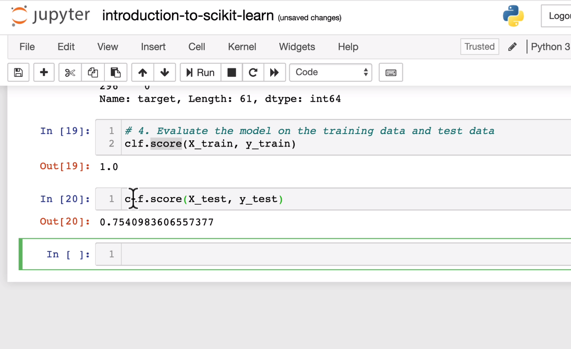 jupyter introduction-to-scikit-learn (unsaved changes)
Logo
File Edit View Insert Cell Kernel Widgets Help Trusted Python 3
Run Code
296 0
Name: target, Length: 61, dtype: int64
In [19]: 1 # 4. Evaluate the model on the training data and test data
2 clf.score(X_train, y_train)
Out[19]: 1.0
In [20]: 1 clf.score(X_test, y_test)
Out[20]: 0.7540983606557377
In [ ]: 1